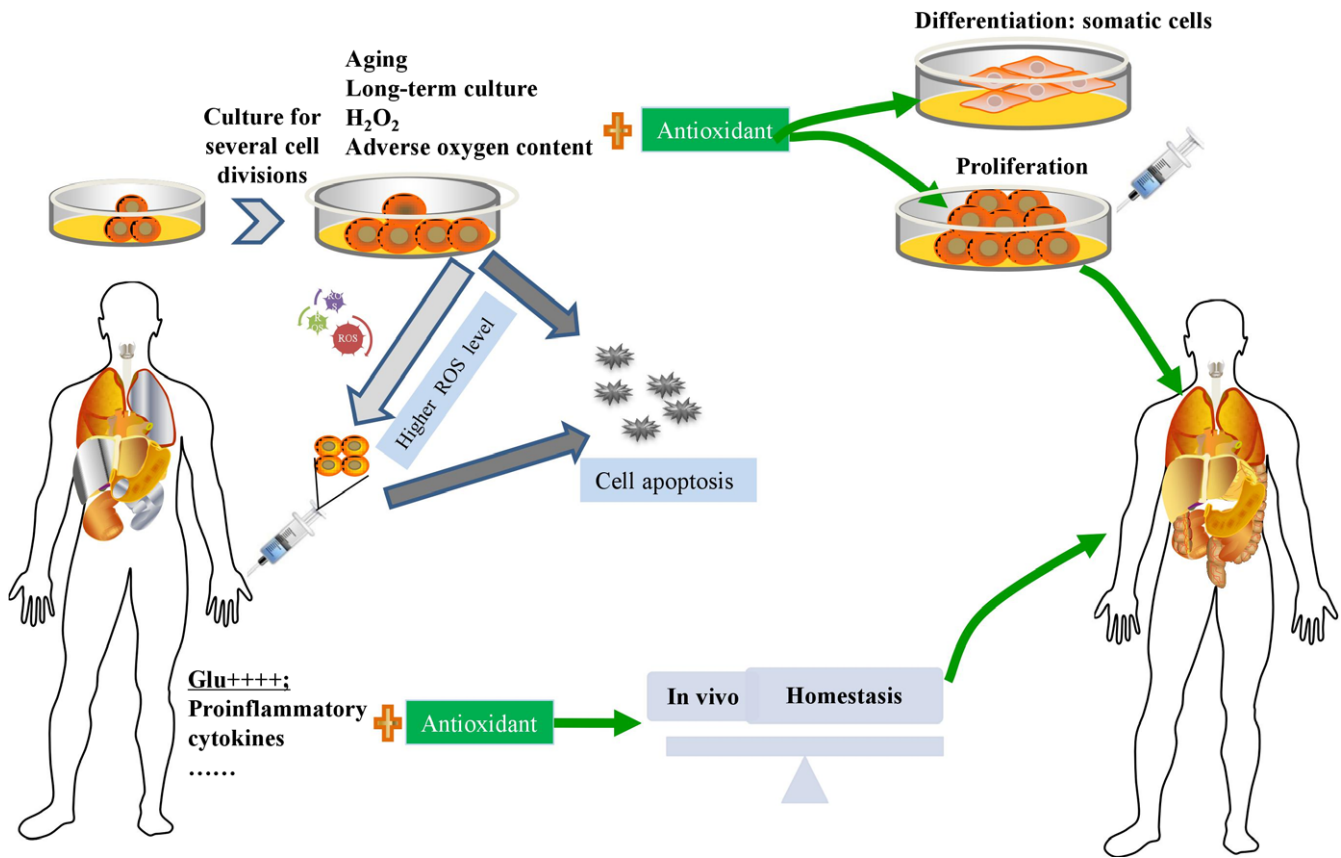 Differentiation: somatic cells
Aging
Long-term culture
H₂O₂
Adverse oxygen content
Culture for
several cell
divisions
Antioxidant
Proliferation
ROS
Higher ROS level
Cell apoptosis
Glu++++;
Proinflammatory
cytokines
......
Antioxidant
In vivo
Homestasis